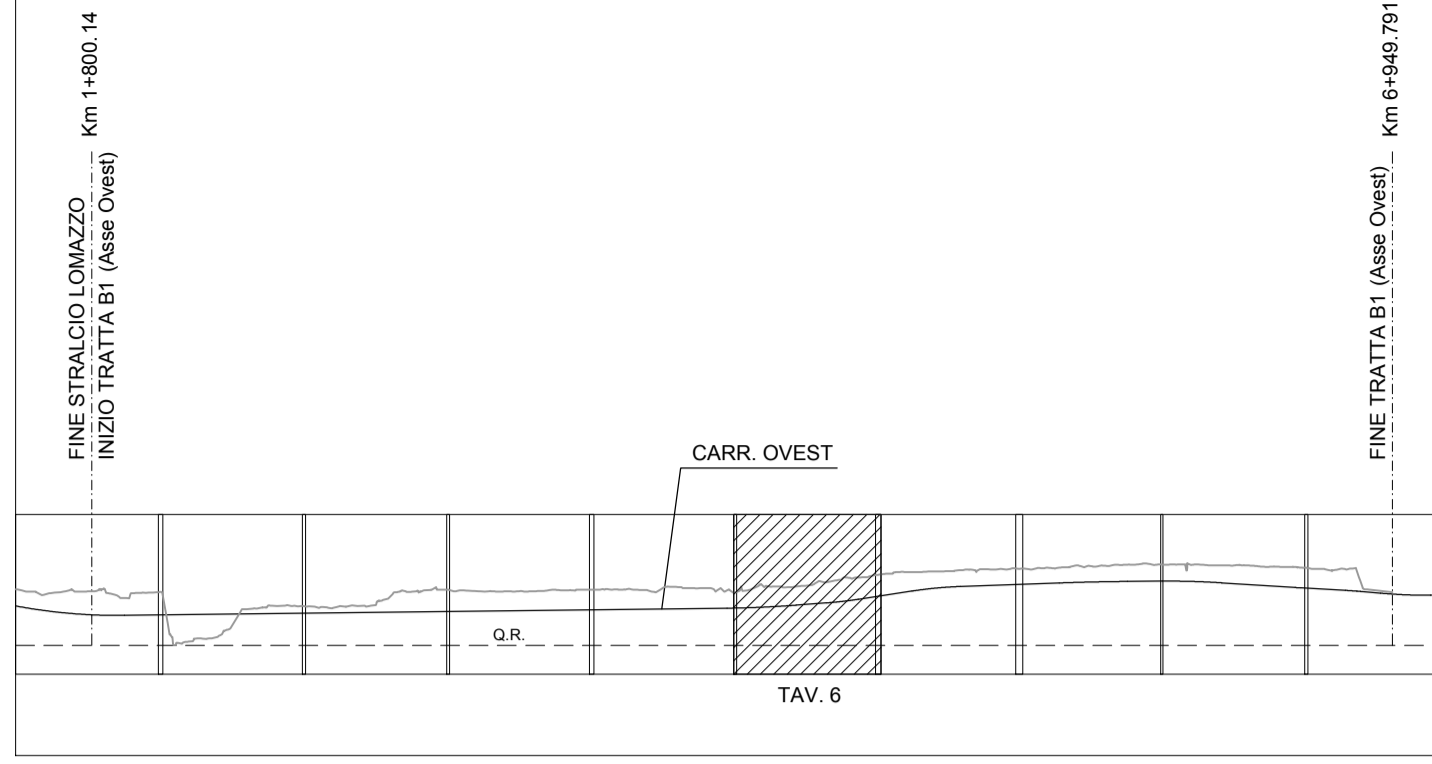 Km 1+800.14
FINE STRALCIO LOMAZZO
INIZIO TRATTA B1 (Asse Ovest)
Km 6+949.791
FINE TRATTA B1 (Asse Ovest)
CARR. OVEST
Q.R.
TAV. 6